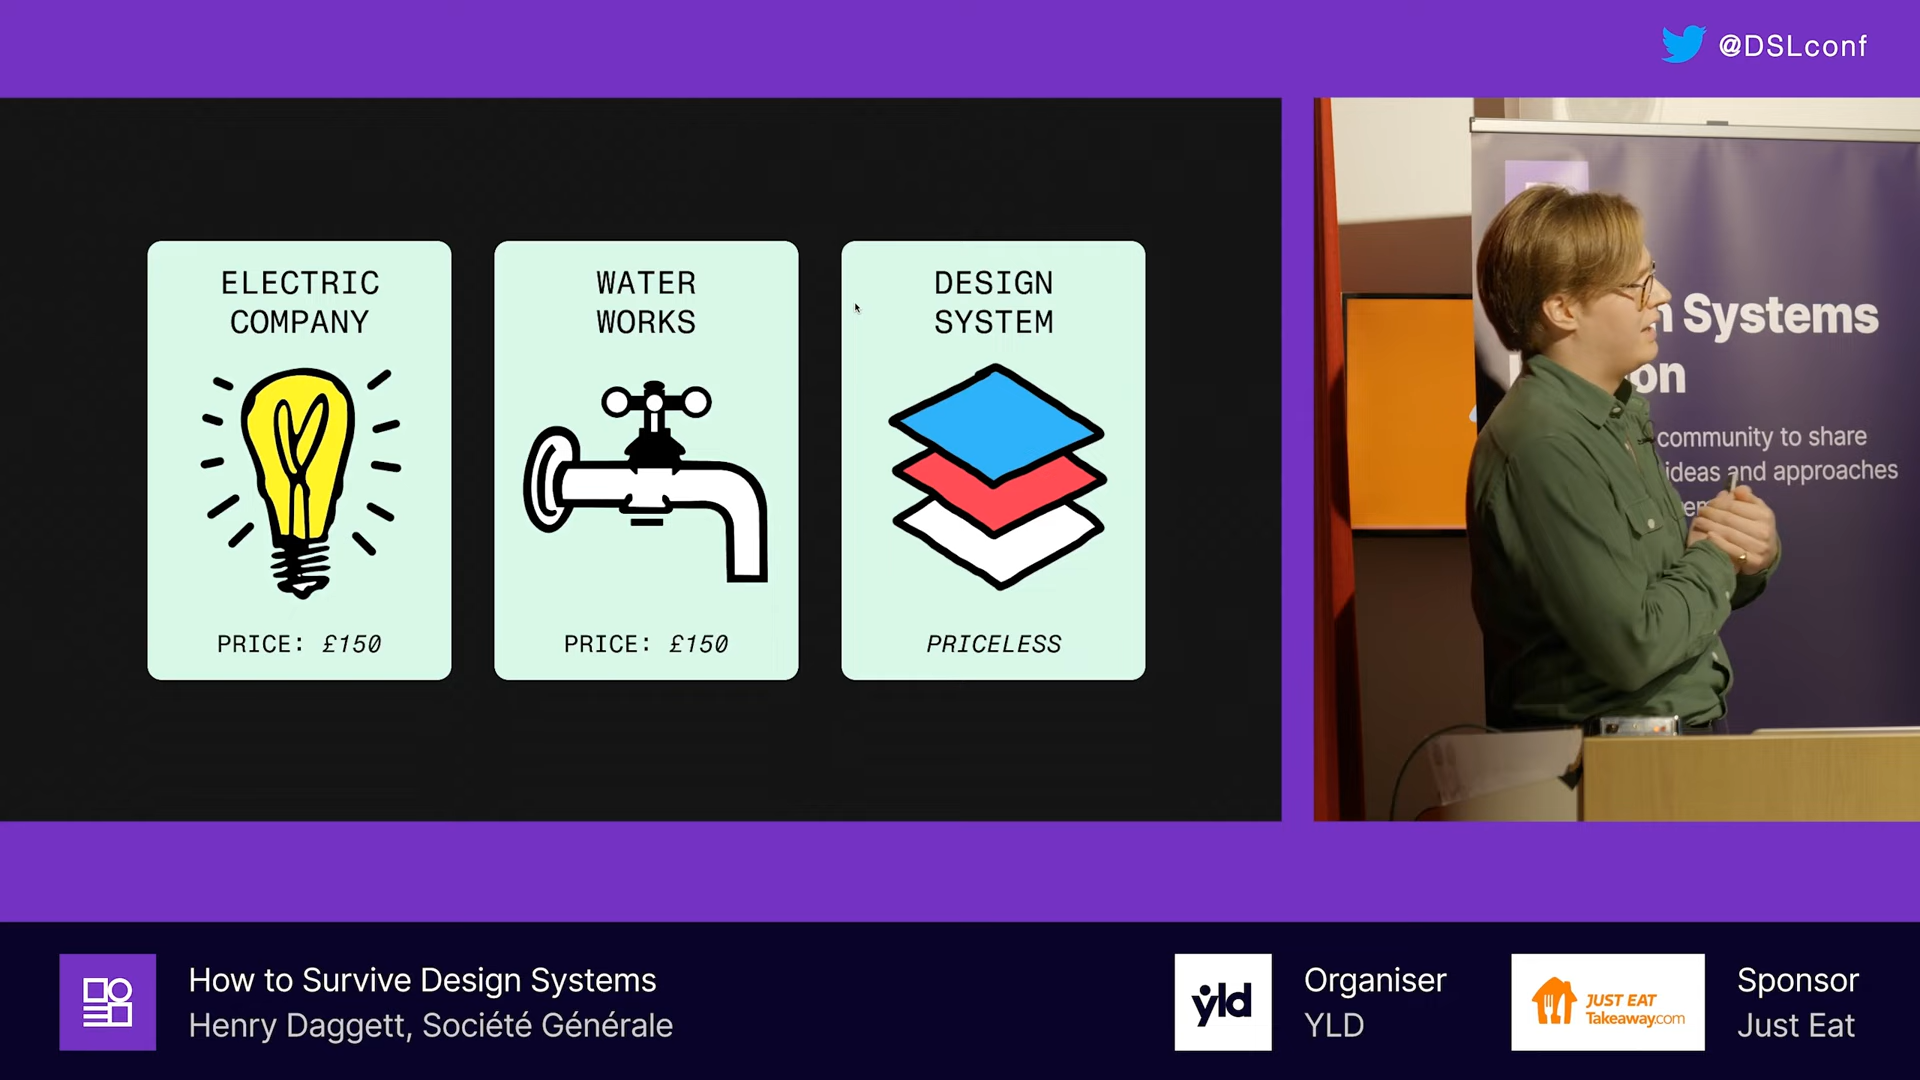 @DSLconf
ELECTRIC
COMPANY
PRICE: £150
WATER
WORKS
PRICE: £150
DESIGN
SYSTEM
PRICELESS
Systems
community to share
ideas and approaches
How to Survive Design Systems
Henry Daggett, Société Générale
yld
Organiser
YLD
JUST EAT
Takeaway.com
Sponsor
Just Eat